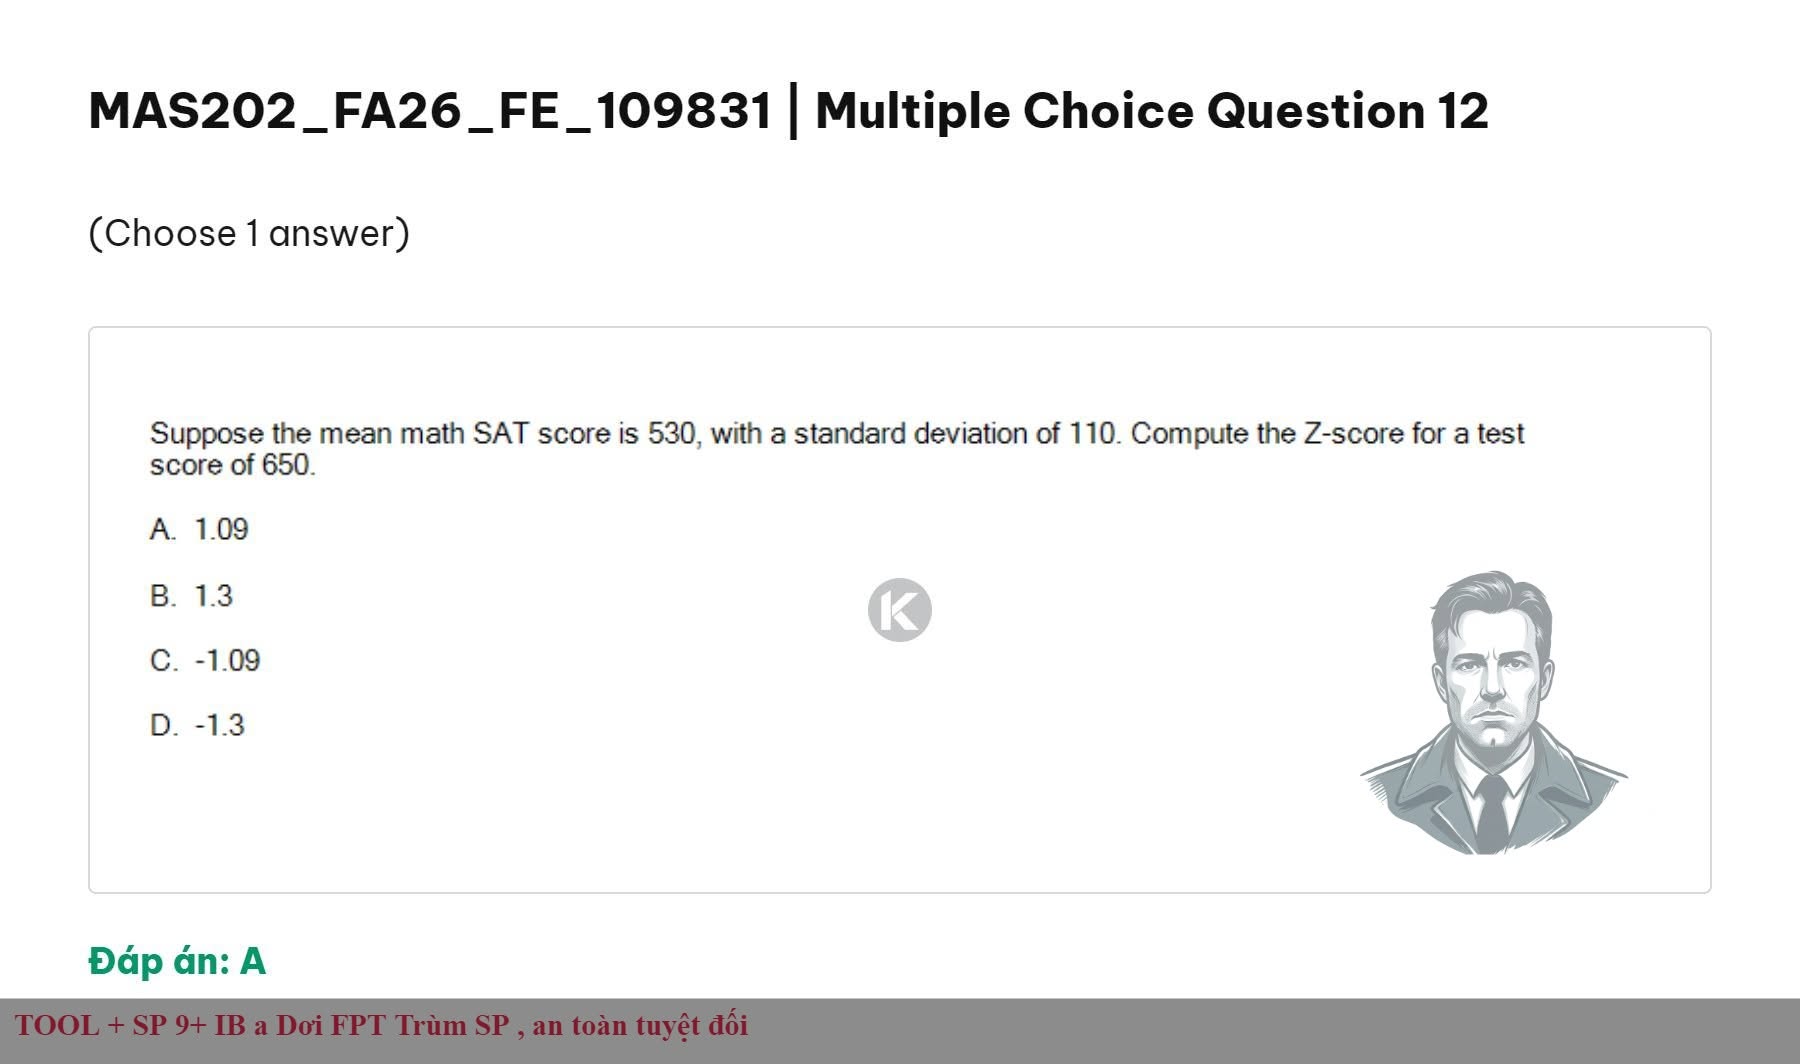 MAS202_FA26_FE_109831 | Multiple Choice Question 12
(Choose 1 answer)
Suppose the mean math SAT score is 530, with a standard deviation of 110. Compute the Z-score for a test
score of 650.
A. 1.09
B. 1.3
K
C. -1.09
D. -1.3
Đáp án: A
TOOL + SP 9+ IB a Dơi FPT Trùm SP , an toàn tuyệt đối